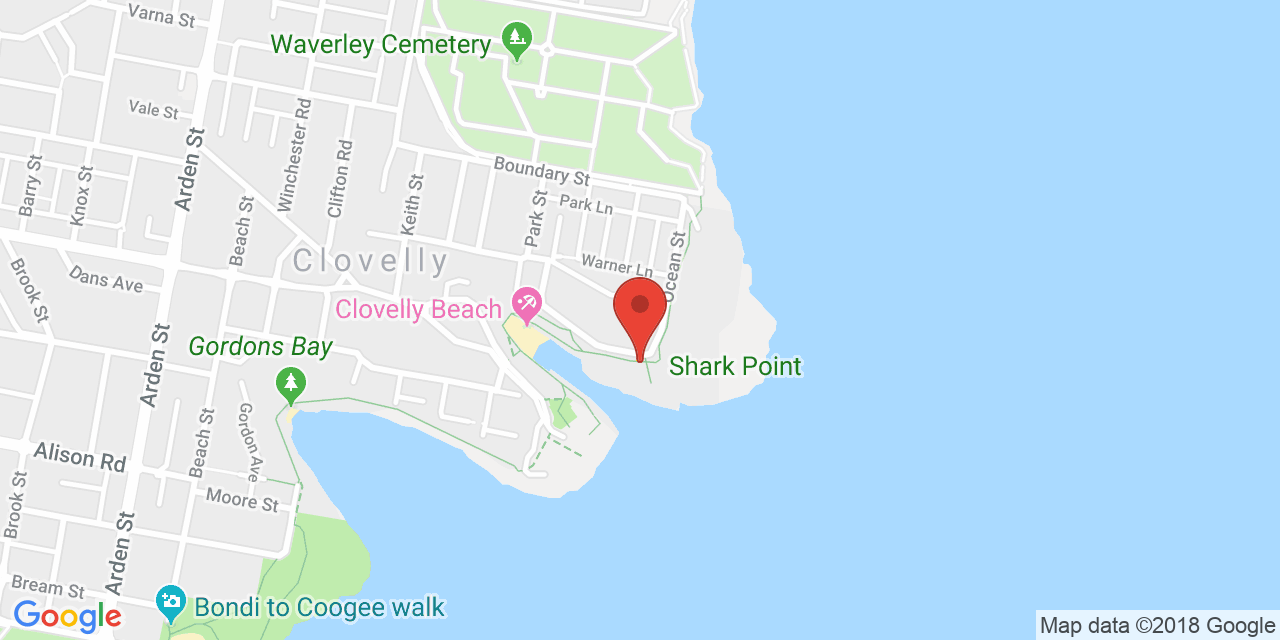 Varna St
Waverley Cemetery
Vale St
Arden St
Winchester Rd
Clifton Rd
Boundary St
Barry St
Knox St
Keith St
Park Ln
Park St
Beach St
Ocean St
Clovelly
Warner Ln
Dans Ave
Brook St
Clovelly Beach
Gordons Bay
Arden St
Shark Point
Beach St
Gordon Ave
Alison Rd
Moore St
Brook St
Arden St
Bream St
Bondi to Coogee walk
Google
Map data ©2018 Google